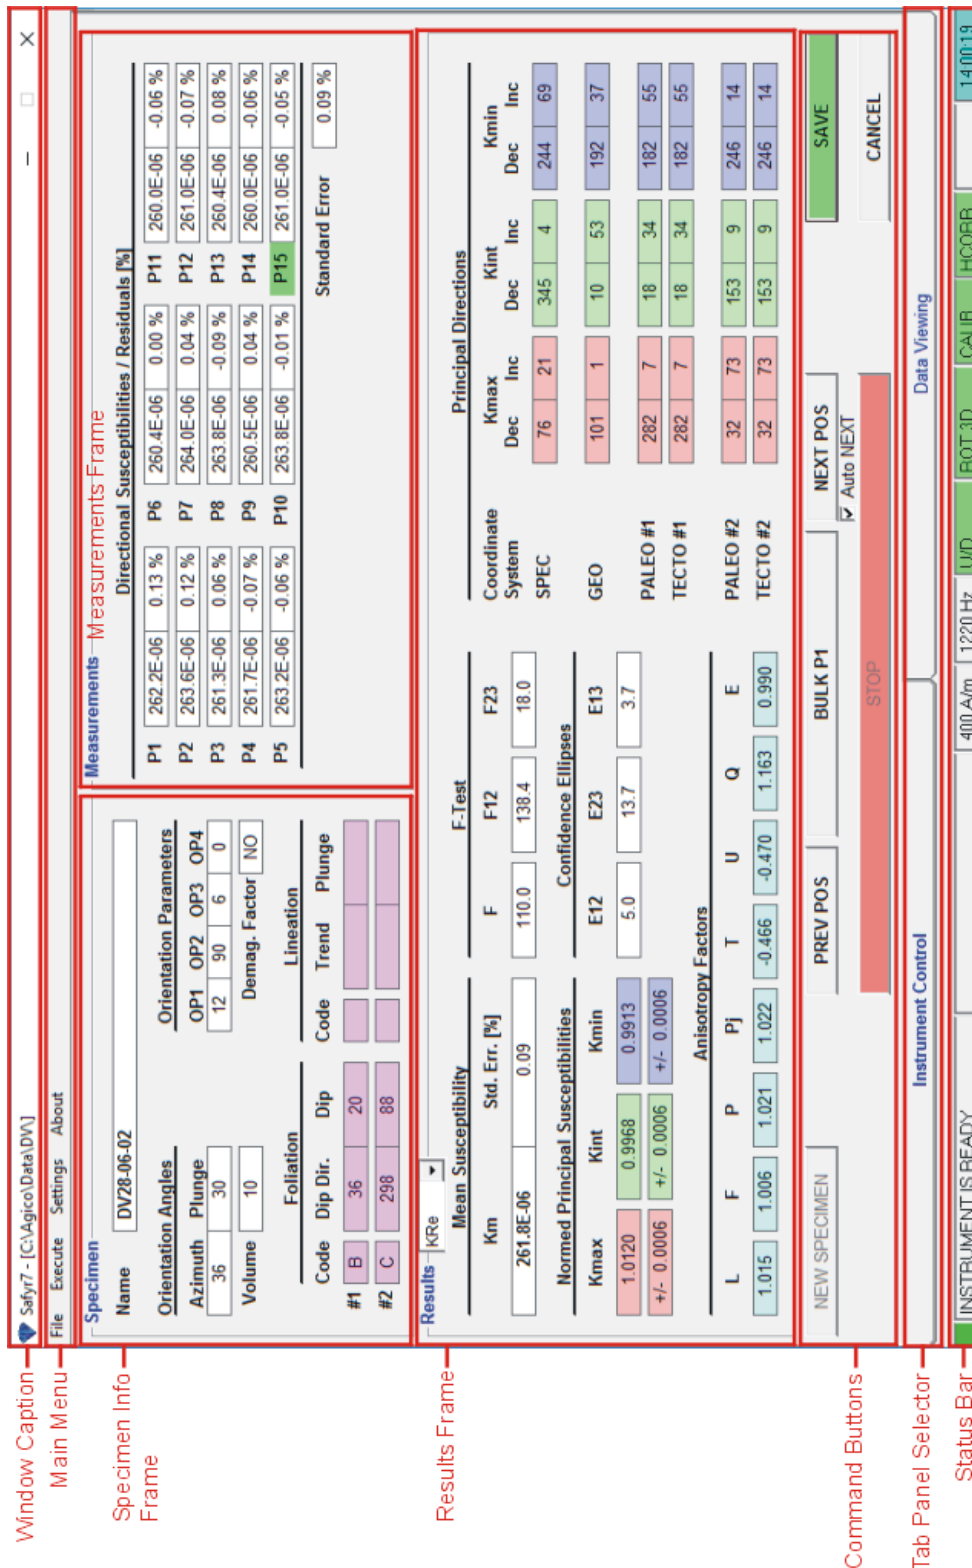 Window Caption
Safyr7 - [C:\Agico\Data\DV\]
Main Menu
File Execute Settings About
Specimen Info Frame
Specimen
Name DV28-06-02
Orientation Angles Orientation Parameters
Azimuth Plunge OP1 OP2 OP3 OP4
36 30 12 90 6 0
Volume 10 Demag. Factor NO
Foliation Lineation
Code Dip Dir. Dip Code Trend Plunge
#1 B 36 20
#2 C 298 88
Measurements Measurements Frame
Directional Susceptibilities / Residuals [%]
P1 262.2E-06 0.13 % P6 260.4E-06 0.00 % P11 260.0E-06 -0.06 %
P2 263.6E-06 0.12 % P7 264.0E-06 0.04 % P12 261.0E-06 -0.07 %
P3 261.3E-06 0.06 % P8 263.8E-06 -0.09 % P13 260.4E-06 0.08 %
P4 261.7E-06 -0.07 % P9 260.5E-06 0.04 % P14 260.0E-06 -0.06 %
P5 263.2E-06 -0.06 % P10 263.8E-06 -0.01 % P15 261.0E-06 -0.05 %
Standard Error 0.09 %
Results Frame
Results KRe
Mean Susceptibility F-Test
Km Std. Err. [%] F F12 F23
261.8E-06 0.09 110.0 138.4 18.0
Normed Principal Susceptibilities Confidence Ellipses
Kmax Kint Kmin E12 E23 E13
1.0120 0.9968 0.9913 5.0 13.7 3.7
+/- 0.0006 +/- 0.0006 +/- 0.0006
Anisotropy Factors
L F P Pj T U Q E
1.015 1.006 1.021 1.022 -0.466 -0.470 1.163 0.990
Principal Directions
Coordinate System Kmax Kint Kmin
Dec Inc Dec Inc Dec Inc
SPEC 76 21 345 4 244 69
GEO 101 1 10 53 192 37
PALEO #1 282 7 18 34 182 55
TECTO #1 282 7 18 34 182 55
PALEO #2 32 73 153 9 246 14
TECTO #2 32 73 153 9 246 14
Command Buttons
NEW SPECIMEN PREV POS BULK P1 NEXT POS SAVE
Auto NEXT
STOP CANCEL
Tab Panel Selector
Instrument Control Data Viewing
Status Bar
INSTRUMENT IS READY 400 A/m 1220 Hz U/D ROT 3D CALIB HCORR 14:00:19